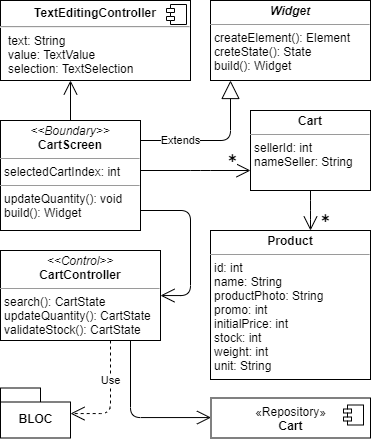 TextEditingController
text: String
value: TextValue
selection: TextSelection
Widget
createElement(): Element
creteState(): State
build(): Widget
<<Boundary>>
CartScreen
selectedCartIndex: int
updateQuantity(): void
build(): Widget
Extends
*
Cart
sellerId: int
nameSeller: String
*
<<Control>>
CartController
search(): CartState
updateQuantity(): CartState
validateStock(): CartState
Product
id: int
name: String
productPhoto: String
promo: int
initialPrice: int
stock: int
weight: int
unit: String
Use
BLOC
«Repository»
Cart